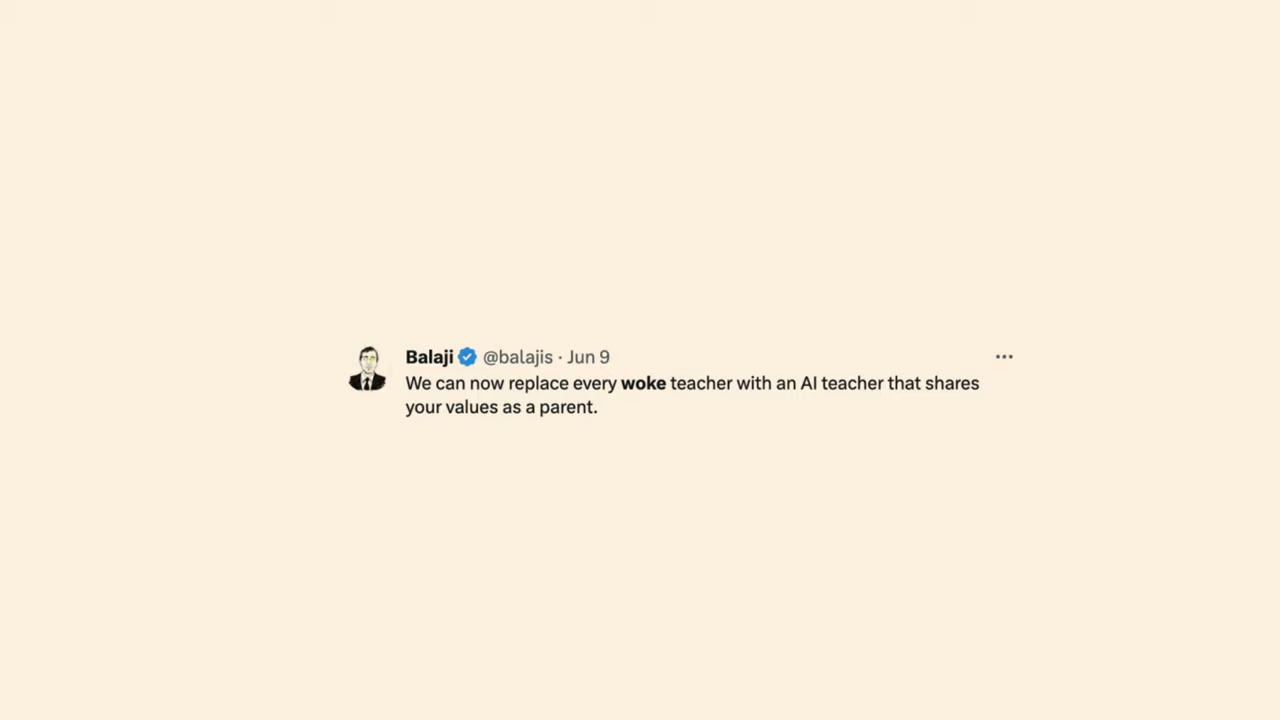 Balaji @balajis · Jun 9
We can now replace every woke teacher with an AI teacher that shares
your values as a parent.